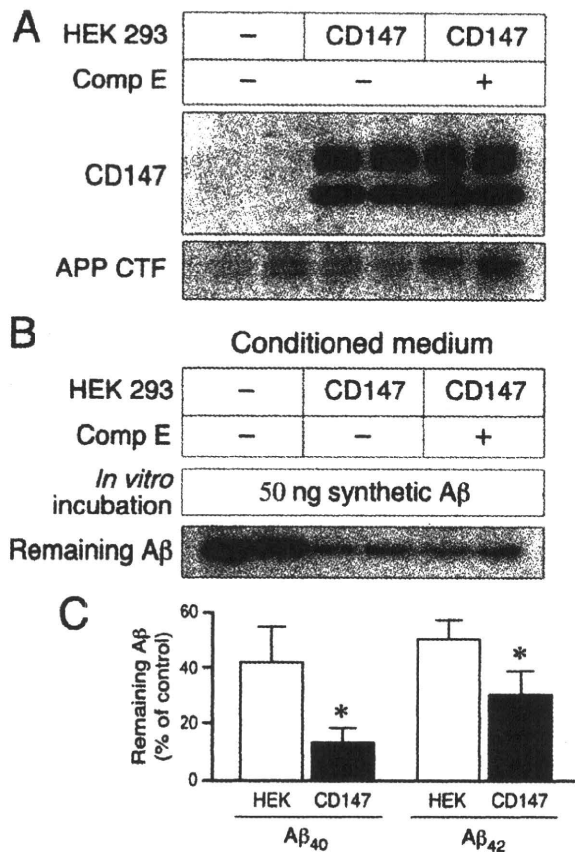 A
HEK 293 – CD147 CD147
Comp E – – +
CD147
APP CTF
B
Conditioned medium
HEK 293 – CD147 CD147
Comp E – – +
In vitro incubation 50 ng synthetic Aβ
Remaining Aβ
C
Remaining Aβ
(% of control)
60
40
20
0
* *
HEK CD147 HEK CD147
Aβ40 Aβ42